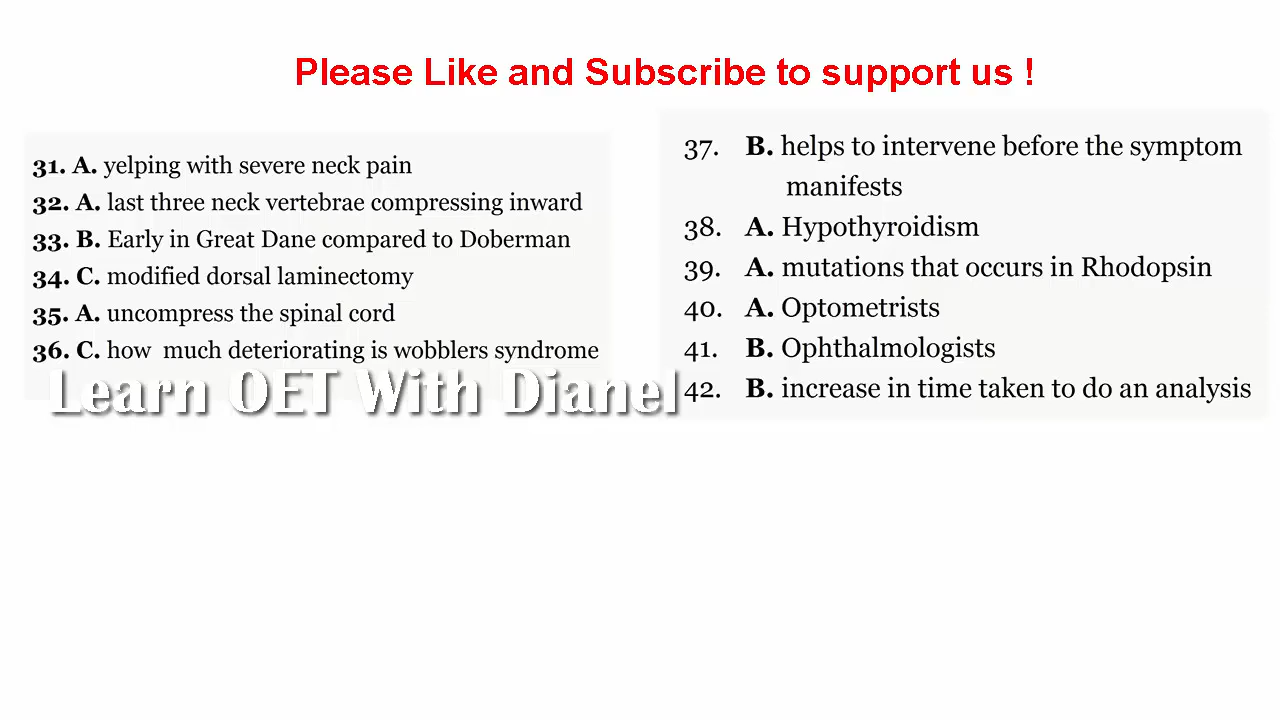 Please Like and Subscribe to support us !
31. A. yelping with severe neck pain
32. A. last three neck vertebrae compressing inward
33. B. Early in Great Dane compared to Doberman
34. C. modified dorsal laminectomy
35. A. uncompress the spinal cord
36. C. how  much deteriorating is wobblers syndrome
Learn OET With Dianel
37. B. helps to intervene before the symptom
manifests
38. A. Hypothyroidism
39. A. mutations that occurs in Rhodopsin
40. A. Optometrists
41. B. Ophthalmologists
42. B. increase in time taken to do an analysis